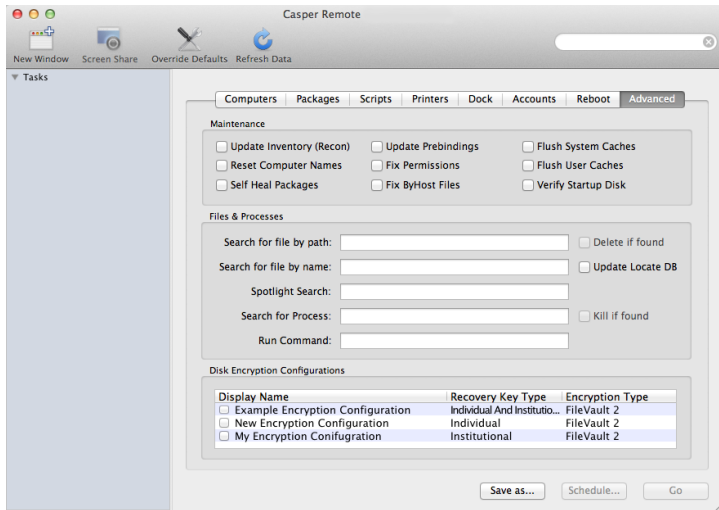 Casper Remote
New Window Screen Share Override Defaults Refresh Data
Tasks
Computers Packages Scripts Printers Dock Accounts Reboot Advanced
Maintenance
Update Inventory (Recon) Update Prebindings Flush System Caches
Reset Computer Names Fix Permissions Flush User Caches
Self Heal Packages Fix ByHost Files Verify Startup Disk
Files & Processes
Search for file by path: Delete if found
Search for file by name: Update Locate DB
Spotlight Search:
Search for Process: Kill if found
Run Command:
Disk Encryption Configurations
Display Name Recovery Key Type Encryption Type
Example Encryption Configuration Individual And Institutio... FileVault 2
New Encryption Configuration Individual FileVault 2
My Encryption Conifugration Institutional FileVault 2
Save as... Schedule... Go